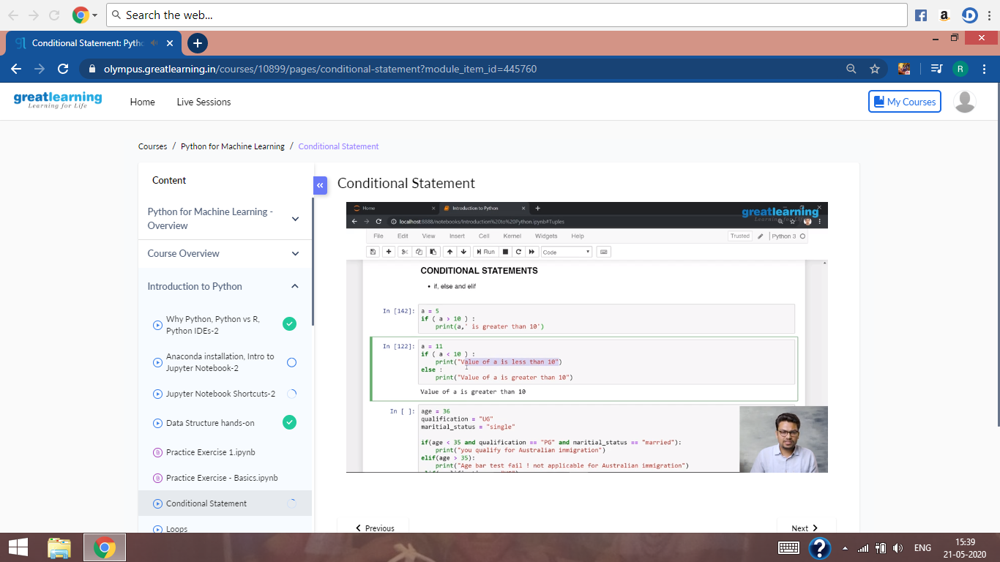 Search the web...
Conditional Statement: Pytho
olympus.greatlearning.in/courses/10899/pages/conditional-statement?module_item_id=445760
R
greatlearning
Learning for Life
Home
Live Sessions
My Courses
Courses / Python for Machine Learning / Conditional Statement
Content
Python for Machine Learning -
Overview
Course Overview
Introduction to Python
Why Python, Python vs R,
Python IDEs-2
Anaconda installation, Intro to
Jupyter Notebook-2
Jupyter Notebook Shortcuts-2
Data Structure hands-on
Practice Exercise 1.ipynb
Practice Exercise - Basics.ipynb
Conditional Statement
Loops
Conditional Statement
Home
Introduction to Python
greatlearning
Learning for Life
localhost:8888/notebooks/Introduction%20to%20Python.ipynb#Tuples
File Edit View Insert Cell Kernel Widgets Help
Trusted
Python 3
Run
Code
CONDITIONAL STATEMENTS
• if, else and elif
In [142]:
a = 5
if ( a > 10 ) :
print(a,' is greater than 10')
In [122]:
a = 11
if ( a < 10 ) :
print("Value of a is less than 10")
else :
print("Value of a is greater than 10")
Value of a is greater than 10
In [ ]:
age = 36
qualification = "UG"
maritial_status = "single"
if(age < 35 and qualification == "PG" and maritial_status == "married"):
print("you qualify for Australian immigration")
elif(age > 35):
print("Age bar test fail ! not applicable for Australian immigration")
Previous
Next
ENG
15:39
21-05-2020